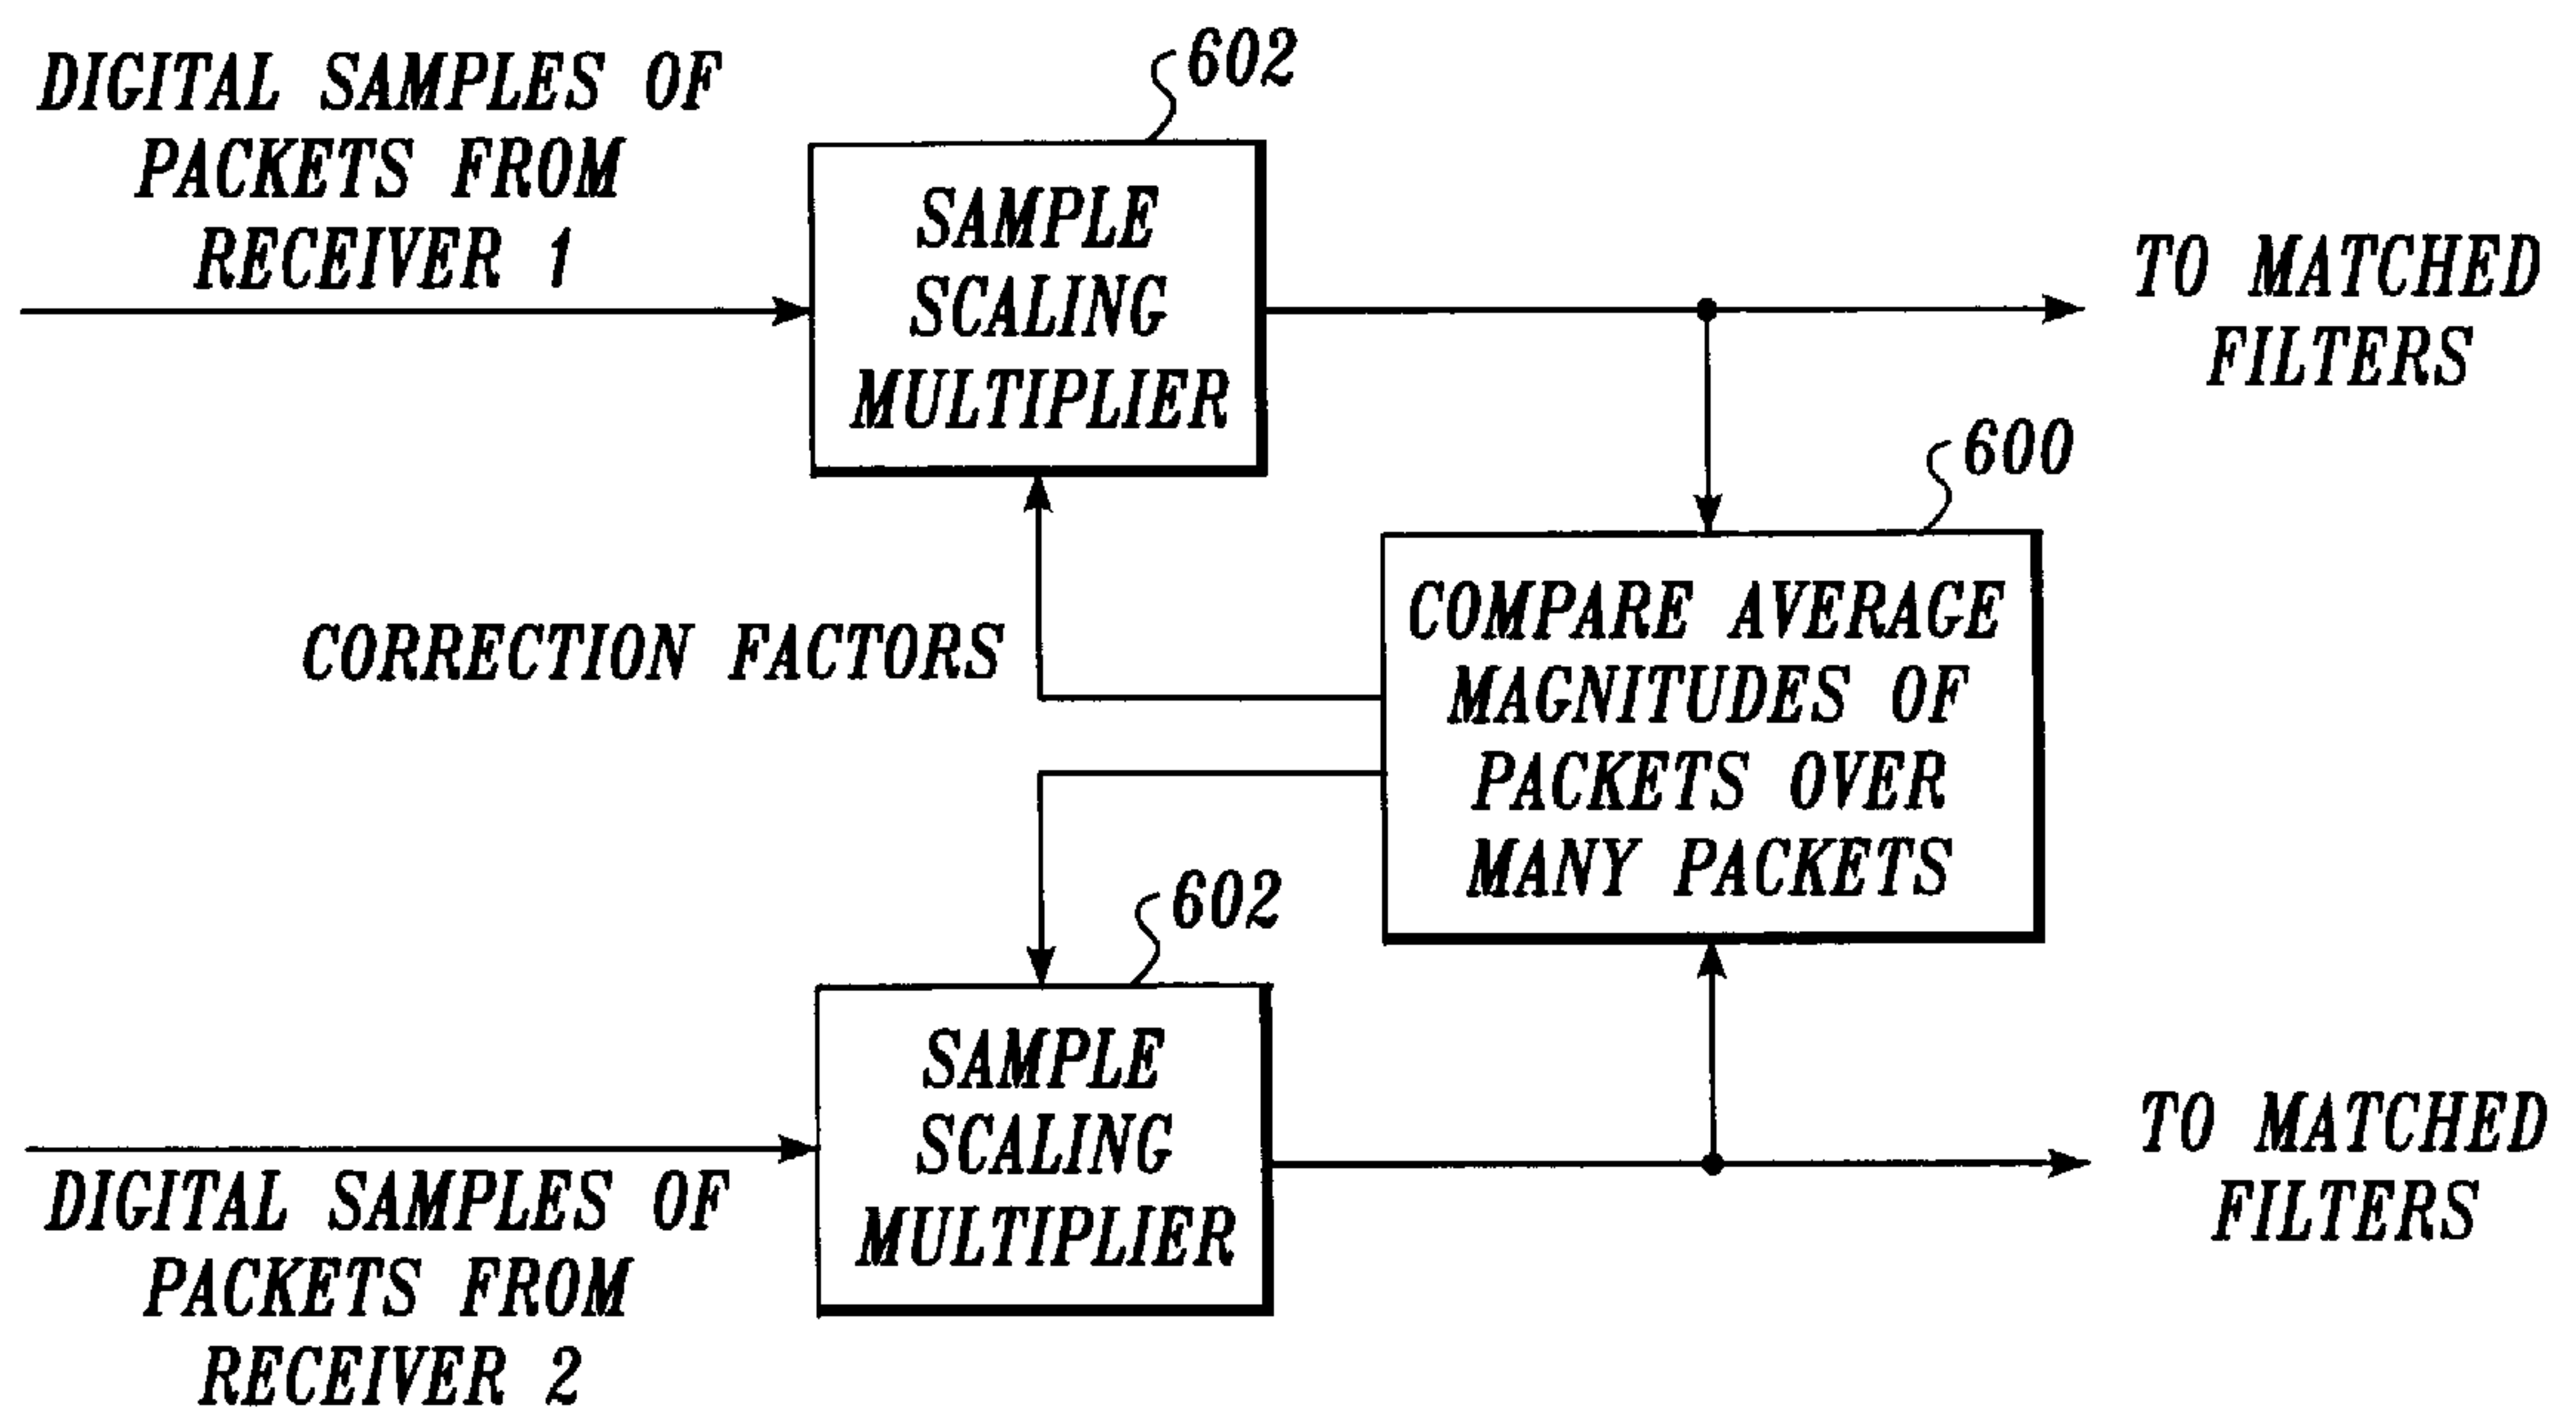 602
DIGITAL SAMPLES OF
PACKETS FROM
RECEIVER 1
SAMPLE
SCALING
MULTIPLIER
TO MATCHED
FILTERS
600
COMPARE AVERAGE
MAGNITUDES OF
PACKETS OVER
MANY PACKETS
CORRECTION FACTORS
602
SAMPLE
SCALING
MULTIPLIER
TO MATCHED
FILTERS
DIGITAL SAMPLES OF
PACKETS FROM
RECEIVER 2